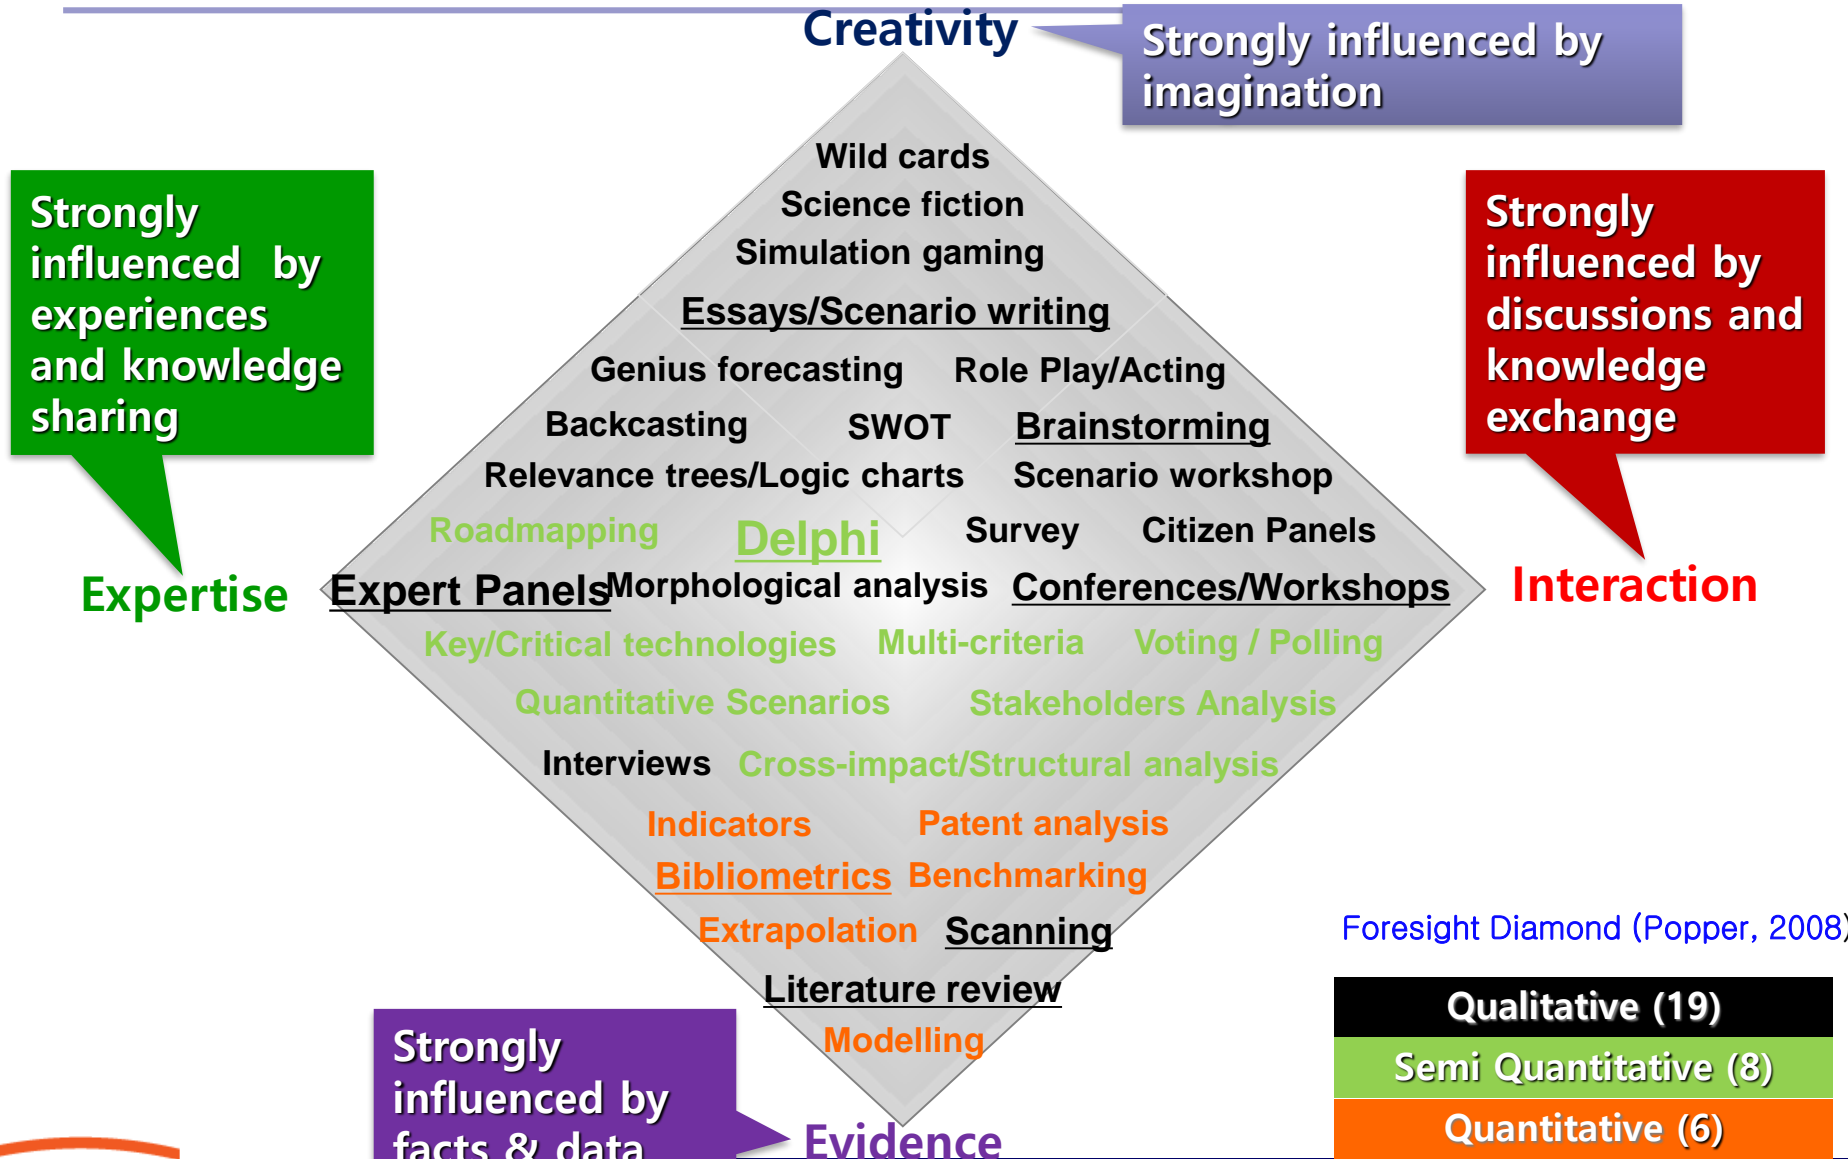 Creativity
Strongly influenced by
imagination
Strongly
influenced by
experiences
and knowledge
sharing
Strongly
influenced by
discussions and
knowledge
exchange
Wild cards
Science fiction
Simulation gaming
Essays/Scenario writing
Genius forecasting Role Play/Acting
Backcasting SWOT Brainstorming
Relevance trees/Logic charts Scenario workshop
Roadmapping Delphi Survey Citizen Panels
Expertise Expert Panels Morphological analysis Conferences/Workshops Interaction
Key/Critical technologies Multi-criteria Voting / Polling
Quantitative Scenarios Stakeholders Analysis
Interviews Cross-impact/Structural analysis
Indicators Patent analysis
Bibliometrics Benchmarking
Extrapolation Scanning
Literature review
Modelling
Foresight Diamond (Popper, 2008)
Qualitative (19)
Semi Quantitative (8)
Quantitative (6)
Strongly
influenced by
facts & data
Evidence